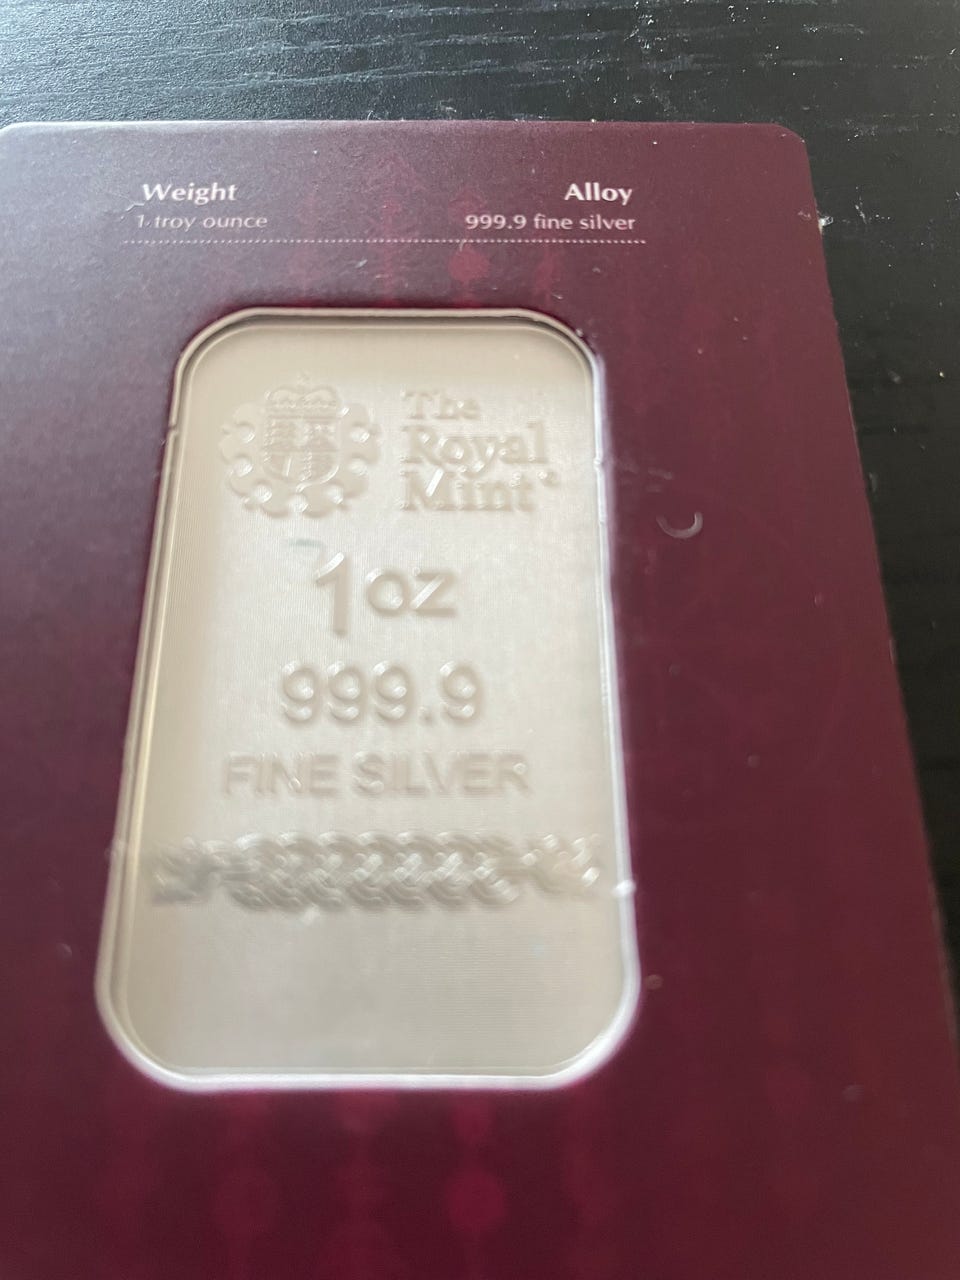 Weight
1 troy ounce
Alloy
999.9 fine silver
The
Royal
Mint®
1oz
999.9
FINE SILVER